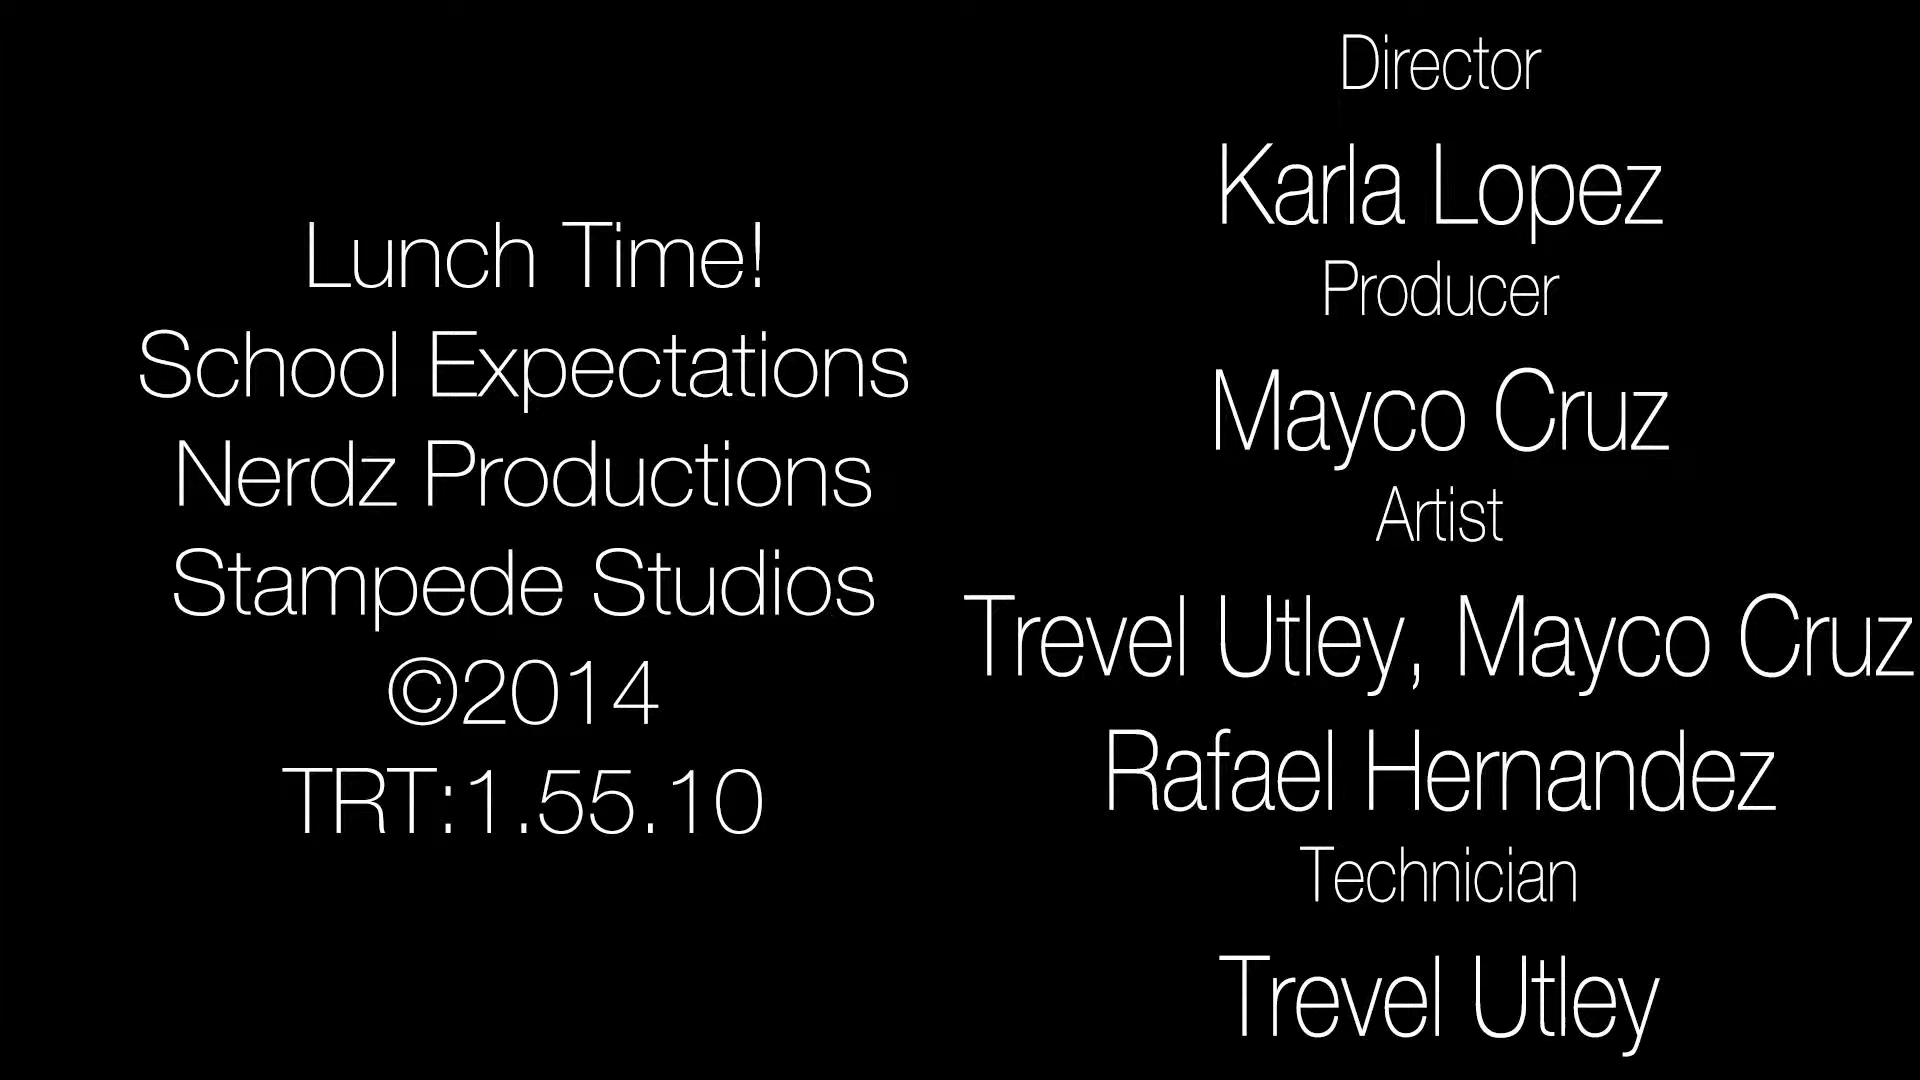 Lunch Time!
School Expectations
Nerdz Productions
Stampede Studios
©2014
TRT:1.55.10
Director
Karla Lopez
Producer
Mayco Cruz
Artist
Trevel Utley, Mayco Cruz
Rafael Hernandez
Technician
Trevel Utley